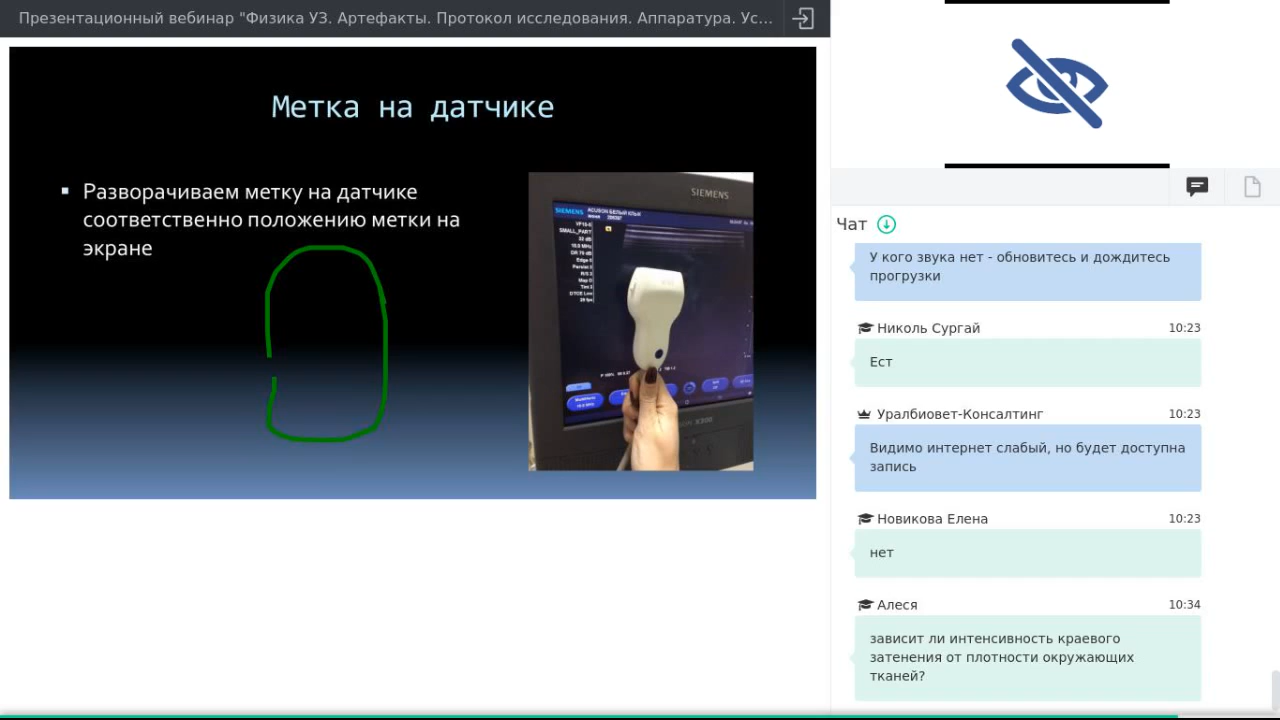 Презентационный вебинар "Физика УЗ. Артефакты. Протокол исследования. Аппаратура. Ус...
Метка на датчике
Разворачиваем метку на датчике
соответственно положению метки на
экране
SIEMENS
SIEMENS
SMALL_PART
Чат
У кого звука нет - обновитесь и дождитесь
прогрузки
Николь Сургай 10:23
Ест
Уралбиовет-Консалтинг 10:23
Видимо интернет слабый, но будет доступна
запись
Новикова Елена 10:23
нет
Алеся 10:34
зависит ли интенсивность краевого
затенения от плотности окружающих
тканей?